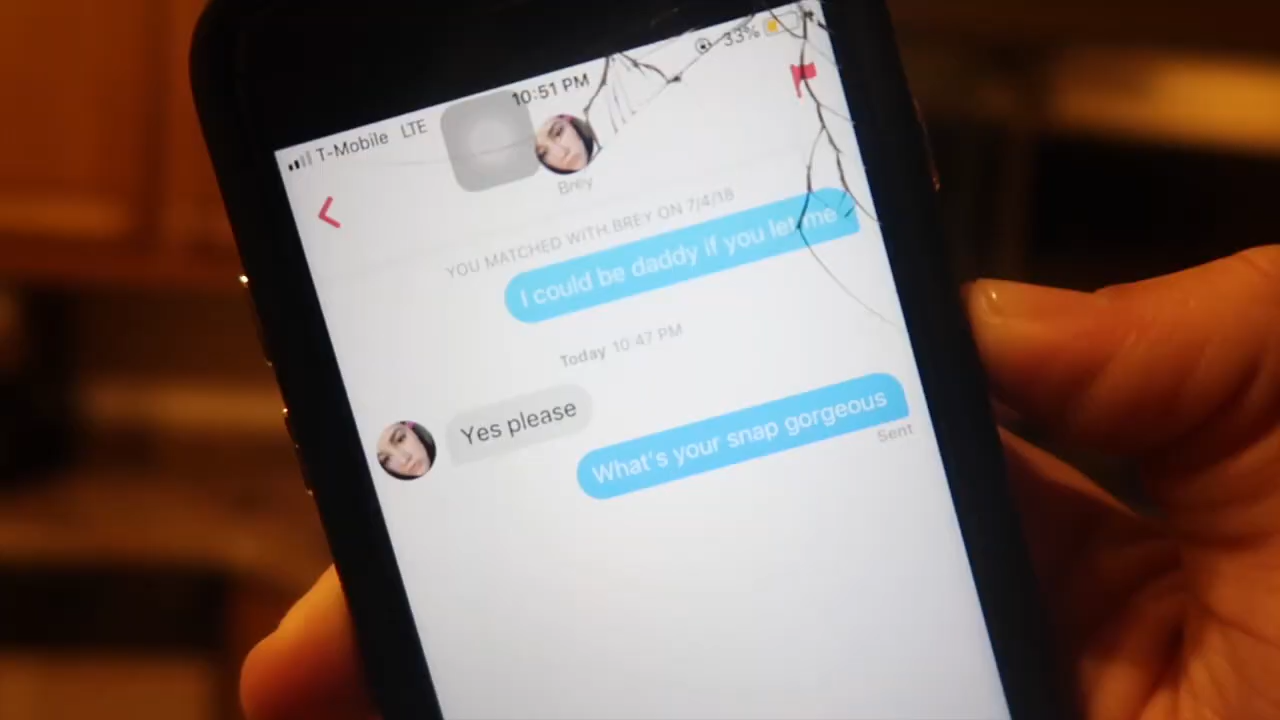 T-Mobile LTE 10:51 PM 33%
Brey
YOU MATCHED WITH BREY ON 7/4/18
I could be daddy if you let me
Today 10:47 PM
Yes please
What's your snap gorgeous
Sent